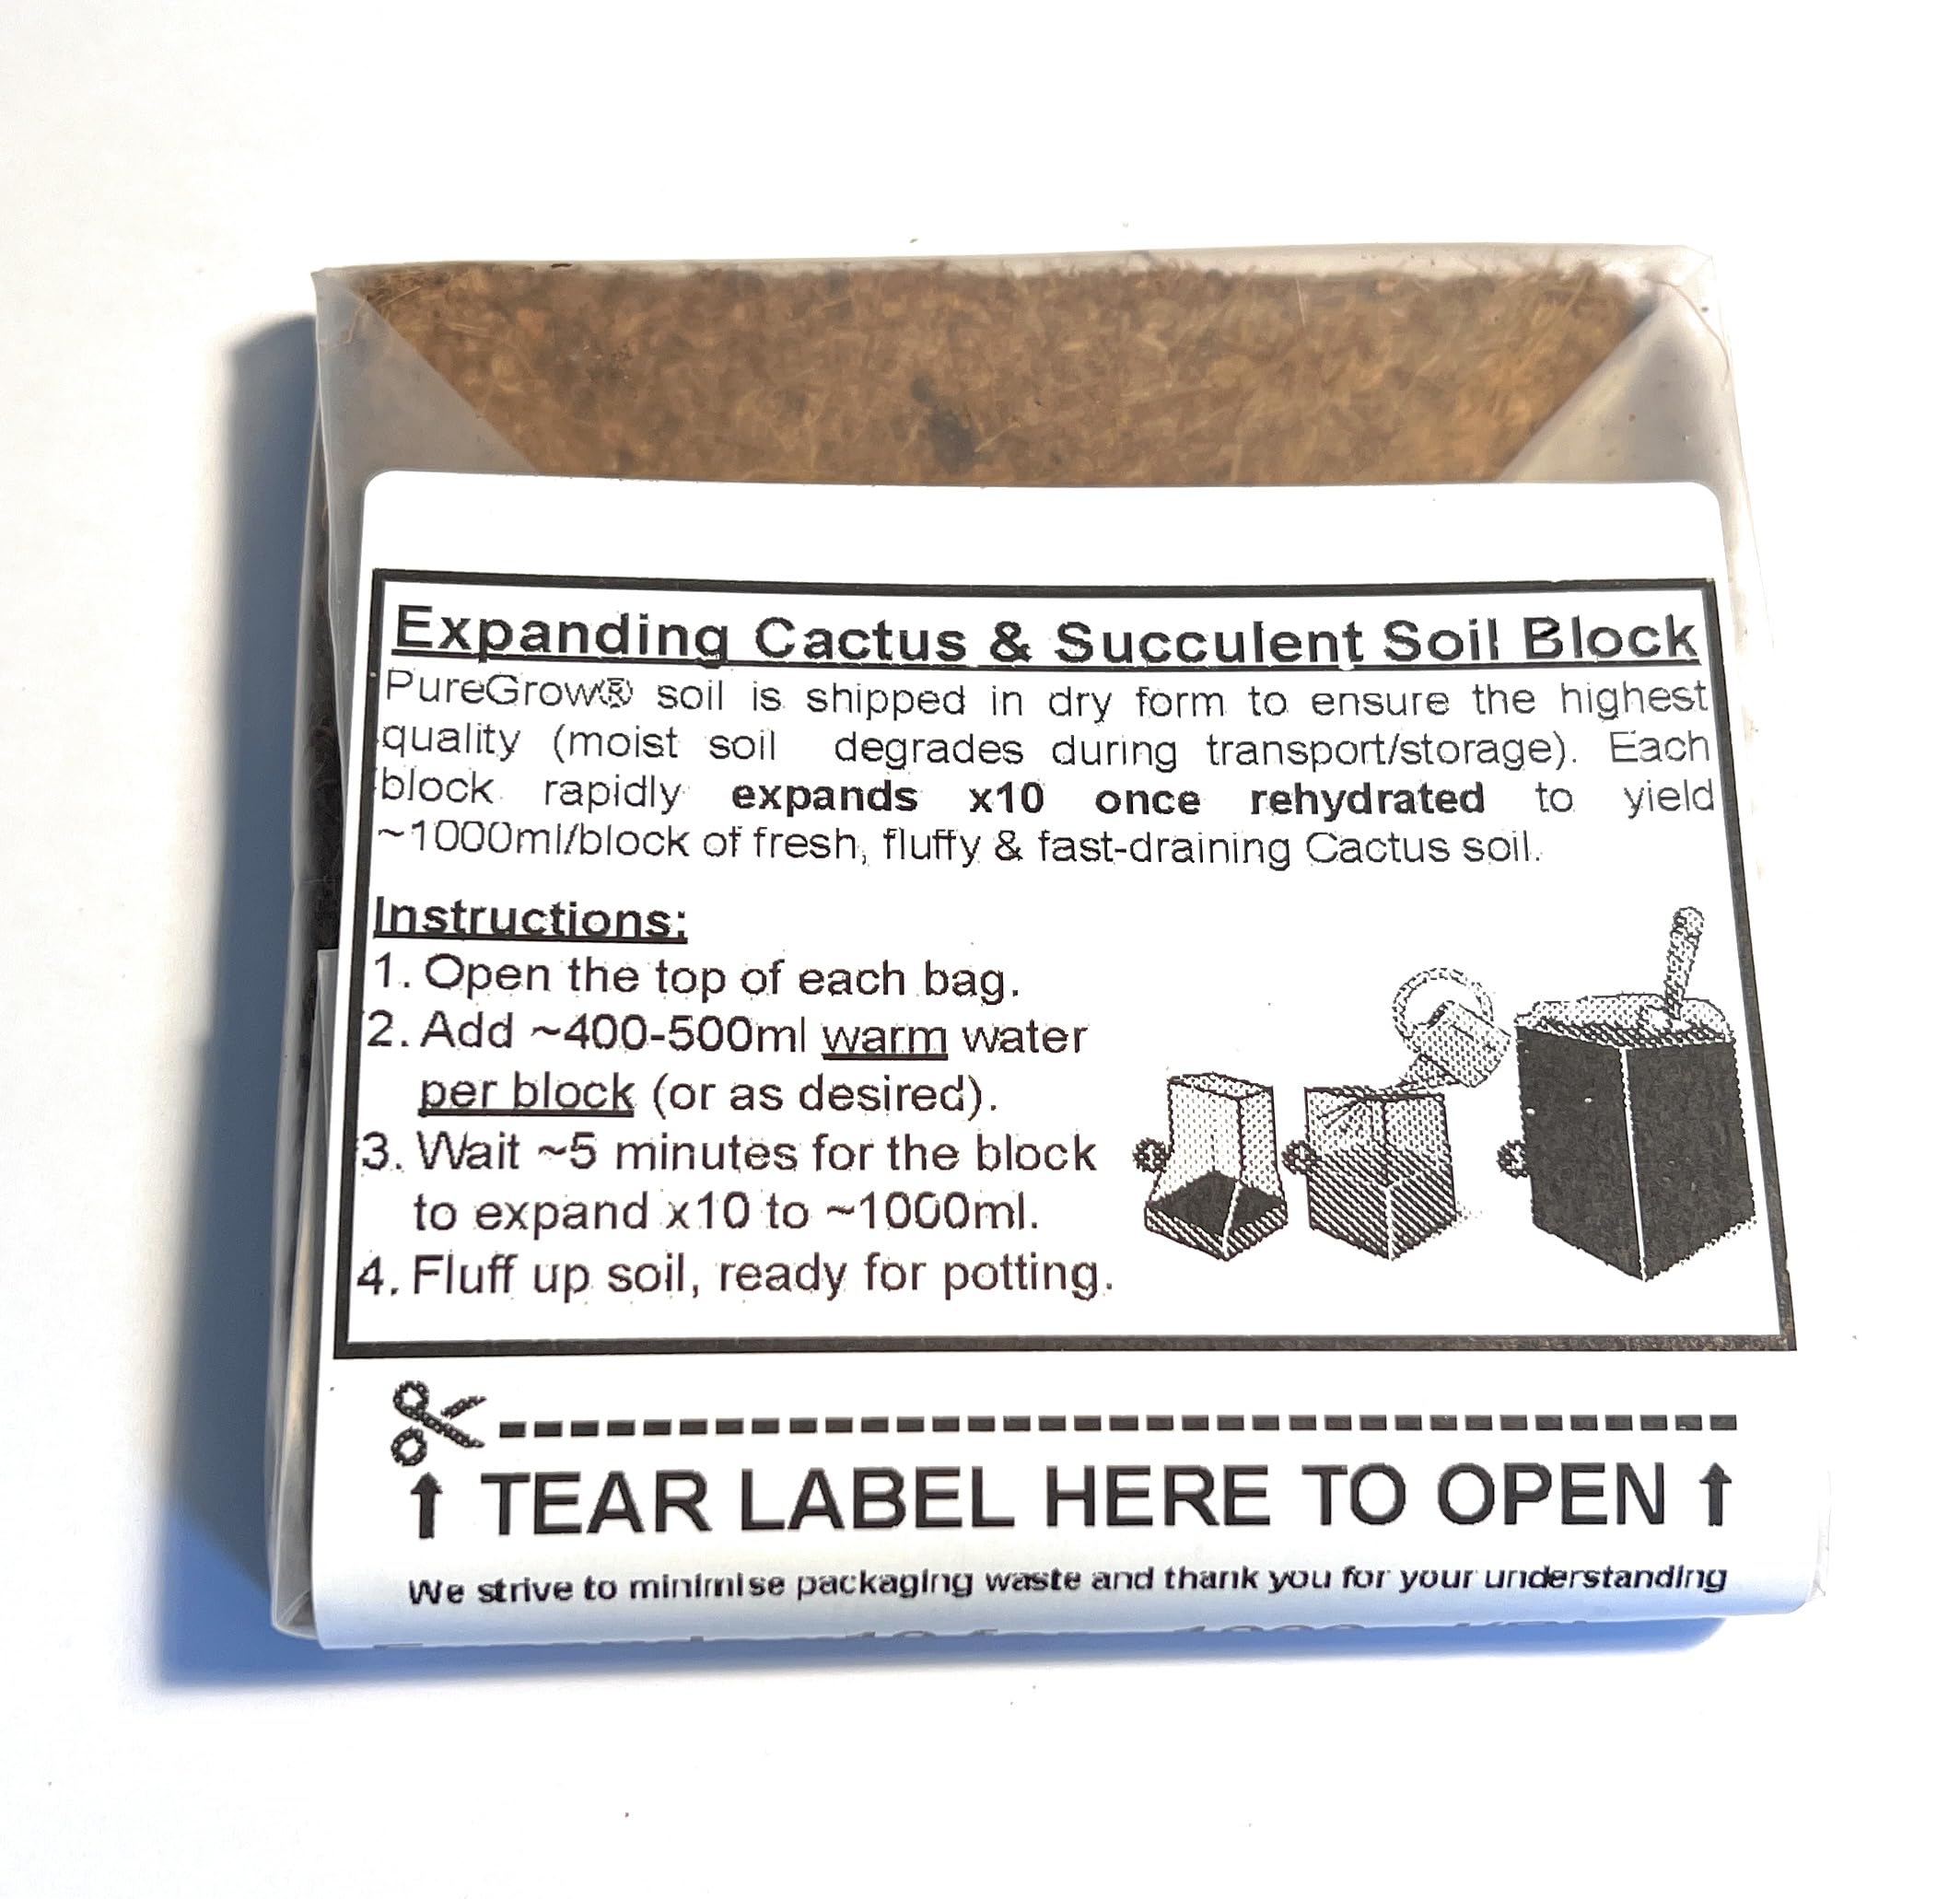 Expanding Cactus & Succulent Soil Block
PureGrow® soil is shipped in dry form to ensure the highest
quality (moist soil degrades during transport/storage). Each
block rapidly expands x10 once rehydrated to yield
~1000ml/block of fresh, fluffy & fast-draining Cactus soil.
Instructions:
1. Open the top of each bag.
2. Add ~400-500ml warm water
per block (or as desired).
3. Wait ~5 minutes for the block
to expand x10 to ~1000ml.
4. Fluff up soil, ready for potting.
↑ TEAR LABEL HERE TO OPEN ↑
We strive to minimise packaging waste and thank you for your understanding